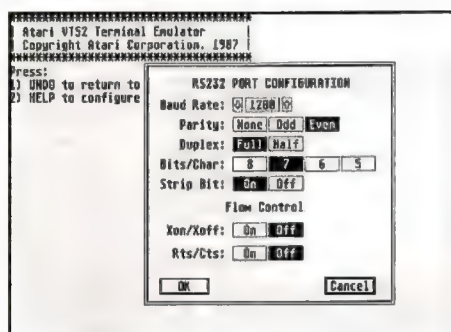 Atari VT52 Terminal Emulator
Copyright Atari Corporation. 1987
Press:
1) UNDO to return to
2) HELP to configure
RS232 PORT CONFIGURATION
Baud Rate: 1200
Parity: None Odd Even
Duplex: Full Half
Bits/Char: 8 7 6 5
Strip Bit: On Off
Flow Control
Xon/Xoff: On Off
Rts/Cts: On Off
OK Cancel